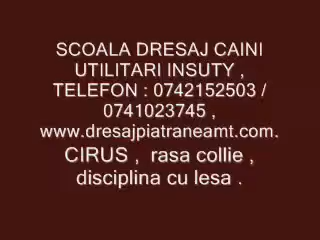 SCOALA DRESAJ CAINI
UTILITARI INSUTY ,
TELEFON : 0742152503 /
0741023745 ,
www.dresajpiatraneamt.com.
CIRUS ,  rasa collie ,
disciplina cu lesa .